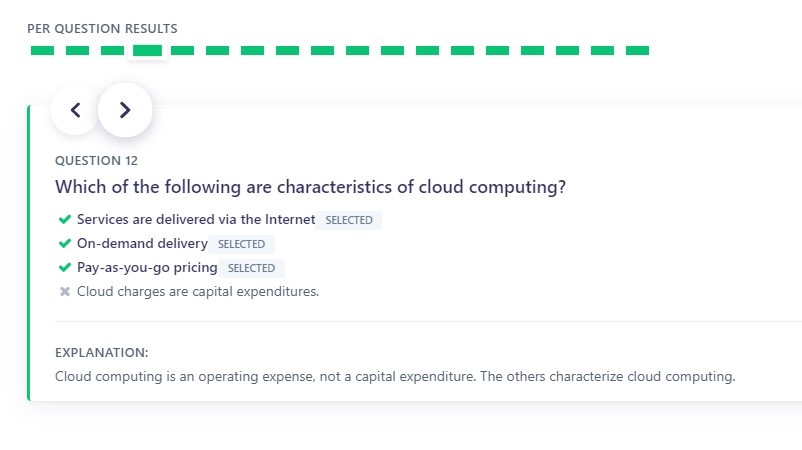 PER QUESTION RESULTS
QUESTION 12
Which of the following are characteristics of cloud computing?
Services are delivered via the Internet SELECTED
On-demand delivery SELECTED
Pay-as-you-go pricing SELECTED
Cloud charges are capital expenditures.
EXPLANATION:
Cloud computing is an operating expense, not a capital expenditure. The others characterize cloud computing.